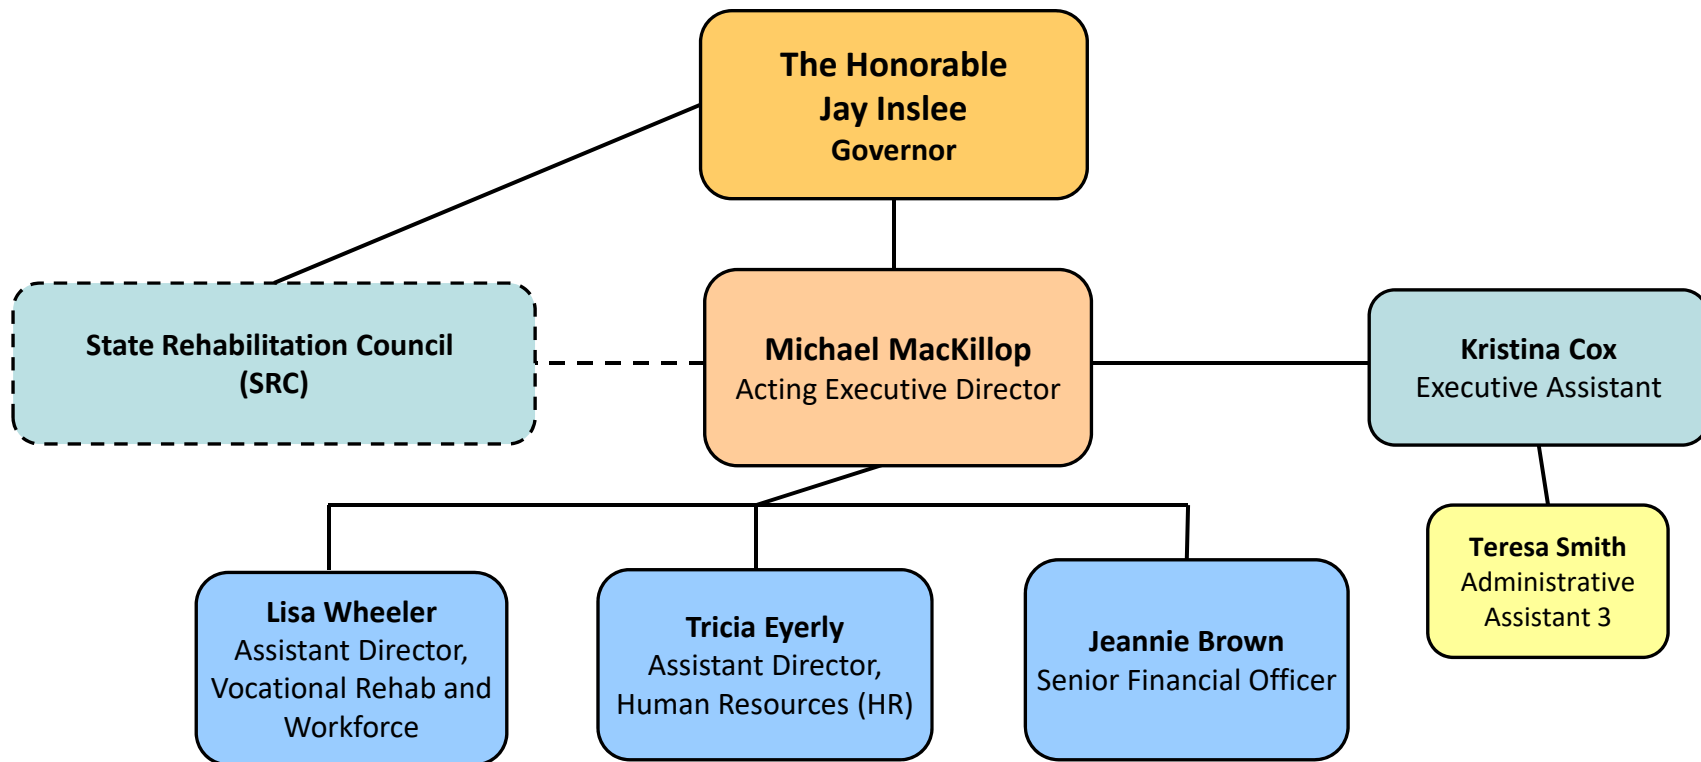 The Honorable
Jay Inslee
Governor
State Rehabilitation Council
(SRC)
Michael MacKillop
Acting Executive Director
Kristina Cox
Executive Assistant
Teresa Smith
Administrative
Assistant 3
Lisa Wheeler
Assistant Director,
Vocational Rehab and
Workforce
Tricia Eyerly
Assistant Director,
Human Resources (HR)
Jeannie Brown
Senior Financial Officer